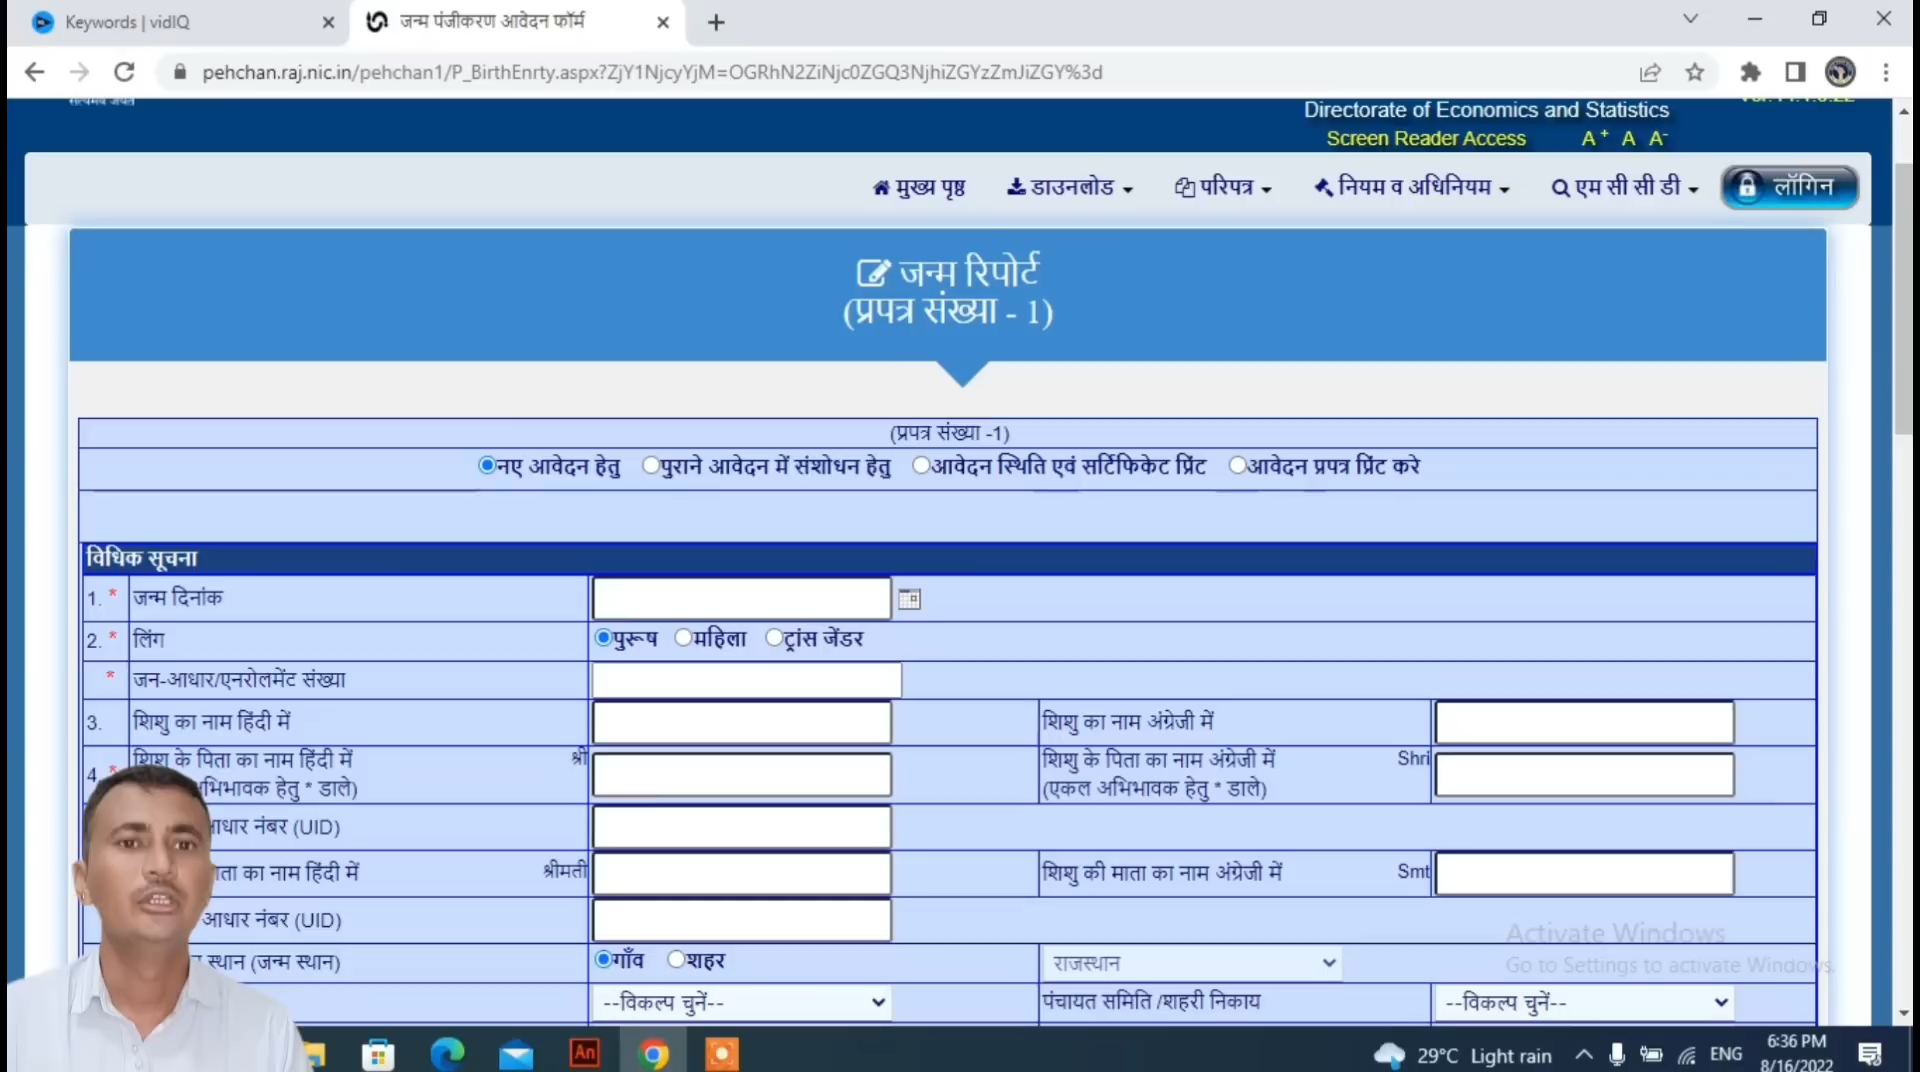 Keywords | vidIQ
जन्म पंजीकरण आवेदन फॉर्म
pehchan.raj.nic.in/pehchan1/P_BirthEnrty.aspx?ZjY1NjcyYjM=OGRhN2ZiNjc0ZGQ3NjhiZGYzZmJiZGY%3d
Directorate of Economics and Statistics
Screen Reader Access A+ A A-
मुख्य पृष्ठ डाउनलोड परिपत्र नियम व अधिनियम एम सी सी डी लॉगिन
जन्म रिपोर्ट
(प्रपत्र संख्या - 1)
(प्रपत्र संख्या -1)
नए आवेदन हेतु पुराने आवेदन में संशोधन हेतु आवेदन स्थिति एवं सर्टिफिकेट प्रिंट आवेदन प्रपत्र प्रिंट करे
विधिक सूचना
1. * जन्म दिनांक
2. * लिंग पुरूष महिला ट्रांस जेंडर
* जन-आधार/एनरोलमेंट संख्या
3. शिशु का नाम हिंदी में शिशु का नाम अंग्रेजी में
4. * शिशु के पिता का नाम हिंदी में श्री शिशु के पिता का नाम अंग्रेजी में Shri
भिभावक हेतु * डाले) (एकल अभिभावक हेतु * डाले)
आधार नंबर (UID)
का नाम हिंदी में श्रीमती शिशु की माता का नाम अंग्रेजी में Smt
आधार नंबर (UID)
स्थान (जन्म स्थान) गाँव शहर राजस्थान
--विकल्प चुनें-- पंचायत समिति /शहरी निकाय --विकल्प चुनें--
Activate Windows
Go to Settings to activate Windows.
An
29°C Light rain ENG
6:36 PM
8/16/2022